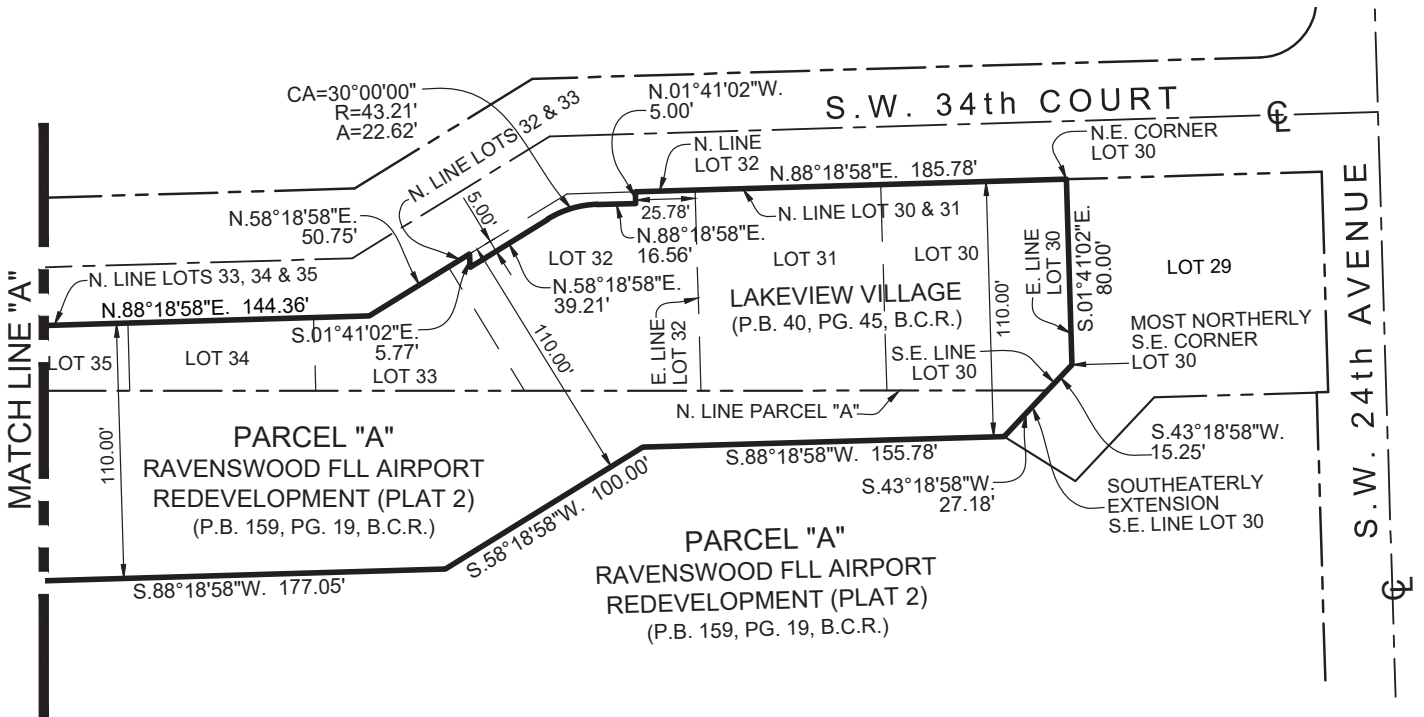 CA=30°00'00"
R=43.21'
A=22.62'
N. LINE LOTS 32 & 33
N.01°41'02"W.
5.00'
S.W. 34th COURT
℄
N. LINE
LOT 32
N.E. CORNER
LOT 30
N.88°18'58"E. 185.78'
N.58°18'58"E.
50.75'
5.00'
25.78'
N. LINE LOT 30 & 31
N.88°18'58"E.
16.56'
LOT 32
LOT 31
LOT 30
E. LINE
LOT 30
S.01°41'02"E.
80.00'
LOT 29
N. LINE LOTS 33, 34 & 35
N.88°18'58"E. 144.36'
N.58°18'58"E.
39.21'
LAKEVIEW VILLAGE
(P.B. 40, PG. 45, B.C.R.)
110.00'
S.01°41'02"E.
5.77'
110.00'
E. LINE
LOT 32
S.E. LINE
LOT 30
MOST NORTHERLY
S.E. CORNER
LOT 30
LOT 35
LOT 34
LOT 33
N. LINE PARCEL "A"
MATCH LINE "A"
S.W. 24th AVENUE
℄
110.00'
PARCEL "A"
RAVENSWOOD FLL AIRPORT
REDEVELOPMENT (PLAT 2)
(P.B. 159, PG. 19, B.C.R.)
S.88°18'58"W. 155.78'
S.43°18'58"W.
15.25'
S.43°18'58"W.
27.18'
SOUTHEATERLY
EXTENSION
S.E. LINE LOT 30
S.58°18'58"W. 100.00'
S.88°18'58"W. 177.05'
PARCEL "A"
RAVENSWOOD FLL AIRPORT
REDEVELOPMENT (PLAT 2)
(P.B. 159, PG. 19, B.C.R.)